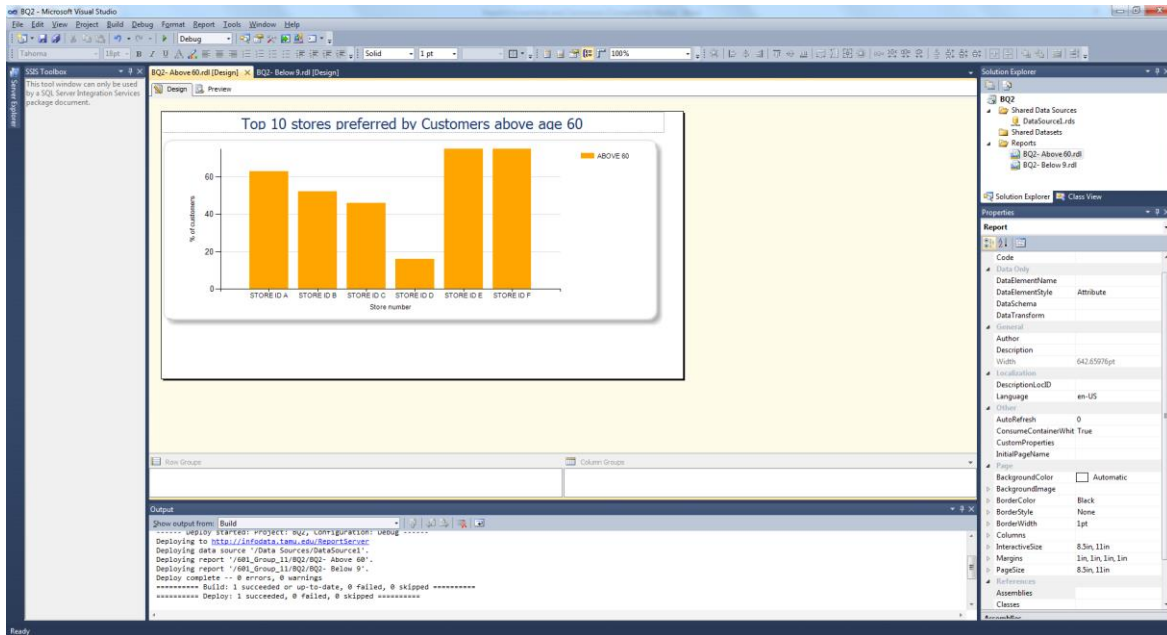 BQ2 - Microsoft Visual Studio
File Edit View Project Build Debug Format Report Tools Window Help
Debug
Tahoma 18pt B I U A Solid 1 pt 100%
Server Explorer
SSIS Toolbox
This tool window can only be used
by a SQL Server Integration Services
package document.
BQ2- Above 60.rdl [Design] BQ2- Below 9.rdl [Design]
Design Preview
Top 10 stores preferred by Customers above age 60
ABOVE 60
% of customers
60
40
20
0
STORE ID A STORE ID B STORE ID C STORE ID D STORE ID E STORE ID F
Store number
Row Groups Column Groups
Output
Show output from: Build
------ Deploy started: Project: BQ2, Configuration: Debug ------
Deploying to http://infodata.tamu.edu/ReportServer
Deploying data source '/Data Sources/DataSource1'.
Deploying report '/601_Group_11/BQ2/BQ2- Above 60'.
Deploying report '/601_Group_11/BQ2/BQ2- Below 9'.
Deploy complete -- 0 errors, 0 warnings
========== Build: 1 succeeded or up-to-date, 0 failed, 0 skipped ==========
========== Deploy: 1 succeeded, 0 failed, 0 skipped ==========
Solution Explorer
BQ2
Shared Data Sources
DataSource1.rds
Shared Datasets
Reports
BQ2- Above 60.rdl
BQ2- Below 9.rdl
Solution Explorer Class View
Properties
Report
Code
Data Only
DataElementName
DataElementStyle Attribute
DataSchema
DataTransform
General
Author
Description
Width 642.65976pt
Localization
DescriptionLocID
Language en-US
Other
AutoRefresh 0
ConsumeContainerWhit True
CustomProperties
InitialPageName
Page
BackgroundColor Automatic
BackgroundImage
BorderColor Black
BorderStyle None
BorderWidth 1pt
Columns
InteractiveSize 8.5in, 11in
Margins 1in, 1in, 1in, 1in
PageSize 8.5in, 11in
References
Assemblies
Classes
Assemblies
Ready